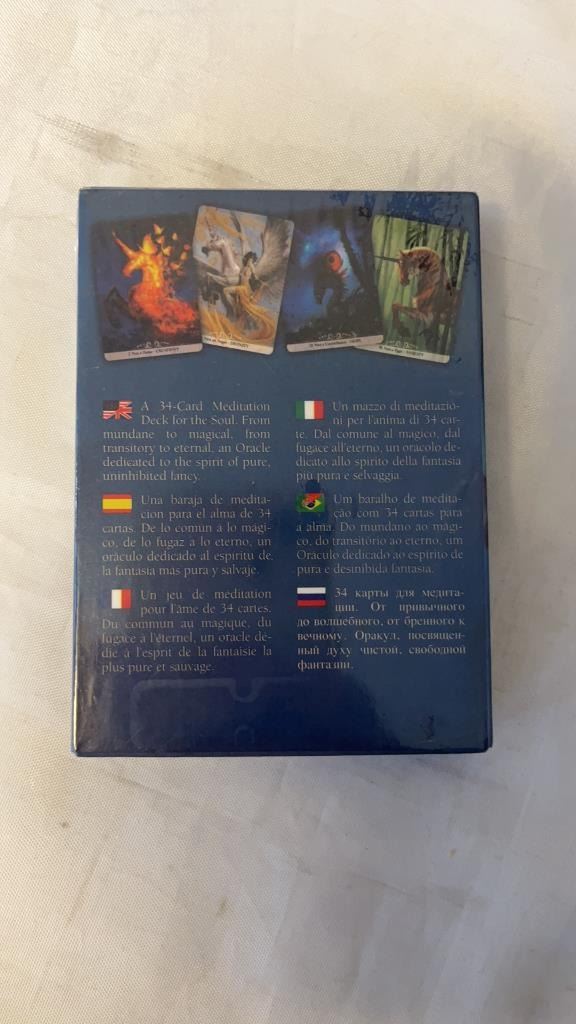 A 34-Card Meditation
Deck for the Soul. From
mundane to magical, from
transitory to eternal, an Oracle
dedicated to the spirit of pure,
uninhibited fancy.
Una baraja de medita-
cion para el alma de 34
cartas. De lo comun a lo mági-
co, de lo fugaz a lo eterno, un
oráculo dedicado al espiritu de
la fantasia mas pura y salvaje.
Un jeu de méditation
pour l'âme de 34 cartes.
Du commun au magique, du
fugace à l'éternel, un oracle dé-
dié à l'esprit de la fantaisie la
plus pure et sauvage.
Un mazzo di meditazio-
ni per l'anima di 34 car-
te. Dal comune al magico, dal
fugace all'eterno, un oracolo de-
dicato allo spirito della fantasia
più pura e selvaggia.
Um baralho de medita-
ção com 34 cartas para
a alma. Do mundano ao mági-
co, do transitório ao eterno, um
Oráculo dedicado ao espírito de
pura e desinibida fantasia.
34 карты для медита-
ции. От привычного
до волшебного, от бренного к
вечному. Оракул, посвящен-
ный духу чистой, свободной
фантазии.